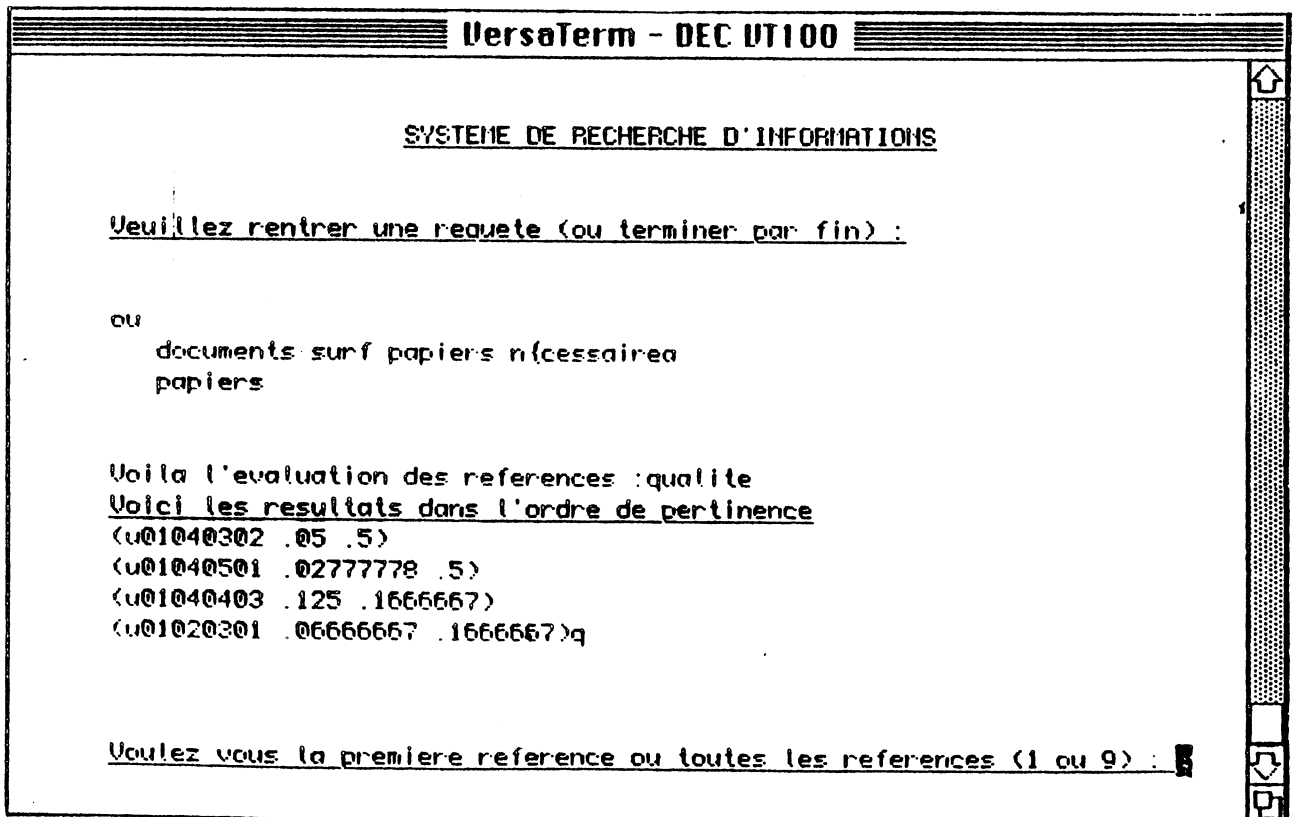 VersaTerm - DEC VT100
SYSTEME DE RECHERCHE D'INFORMATIONS
Veuillez rentrer une requete (ou terminer par fin) :
ou
documents surf papiers n{cessairea
papiers
Voila l'evaluation des references :qualite
Voici les resultats dans l'ordre de pertinence
(u01040302 .05 .5)
(u01040501 .02777778 .5)
(u01040403 .125 .1666667)
(u01020301 .06666667 .1666667)q
Voulez vous la premiere reference ou toutes les references (1 ou 9) :